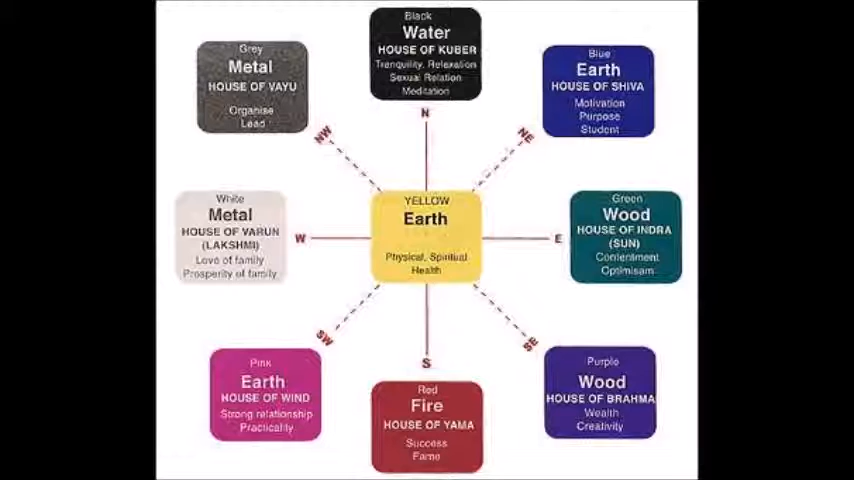 Black
Water
HOUSE OF KUBER
Tranquility, Relaxation
Sexual Relation
Meditation
Grey
Metal
HOUSE OF VAYU
Organise
Lead
Blue
Earth
HOUSE OF SHIVA
Motivation
Purpose
Student
N
NW
NE
White
Metal
HOUSE OF VARUN
(LAKSHMI)
Love of family
Prosperity of family
W
YELLOW
Earth
Physical, Spiritual
Health
E
Green
Wood
HOUSE OF INDRA
(SUN)
Contentment
Optimisam
SW
S
SE
Pink
Earth
HOUSE OF WIND
Strong relationship
Practicality
Red
Fire
HOUSE OF YAMA
Success
Fame
Purple
Wood
HOUSE OF BRAHMA
Wealth
Creativity